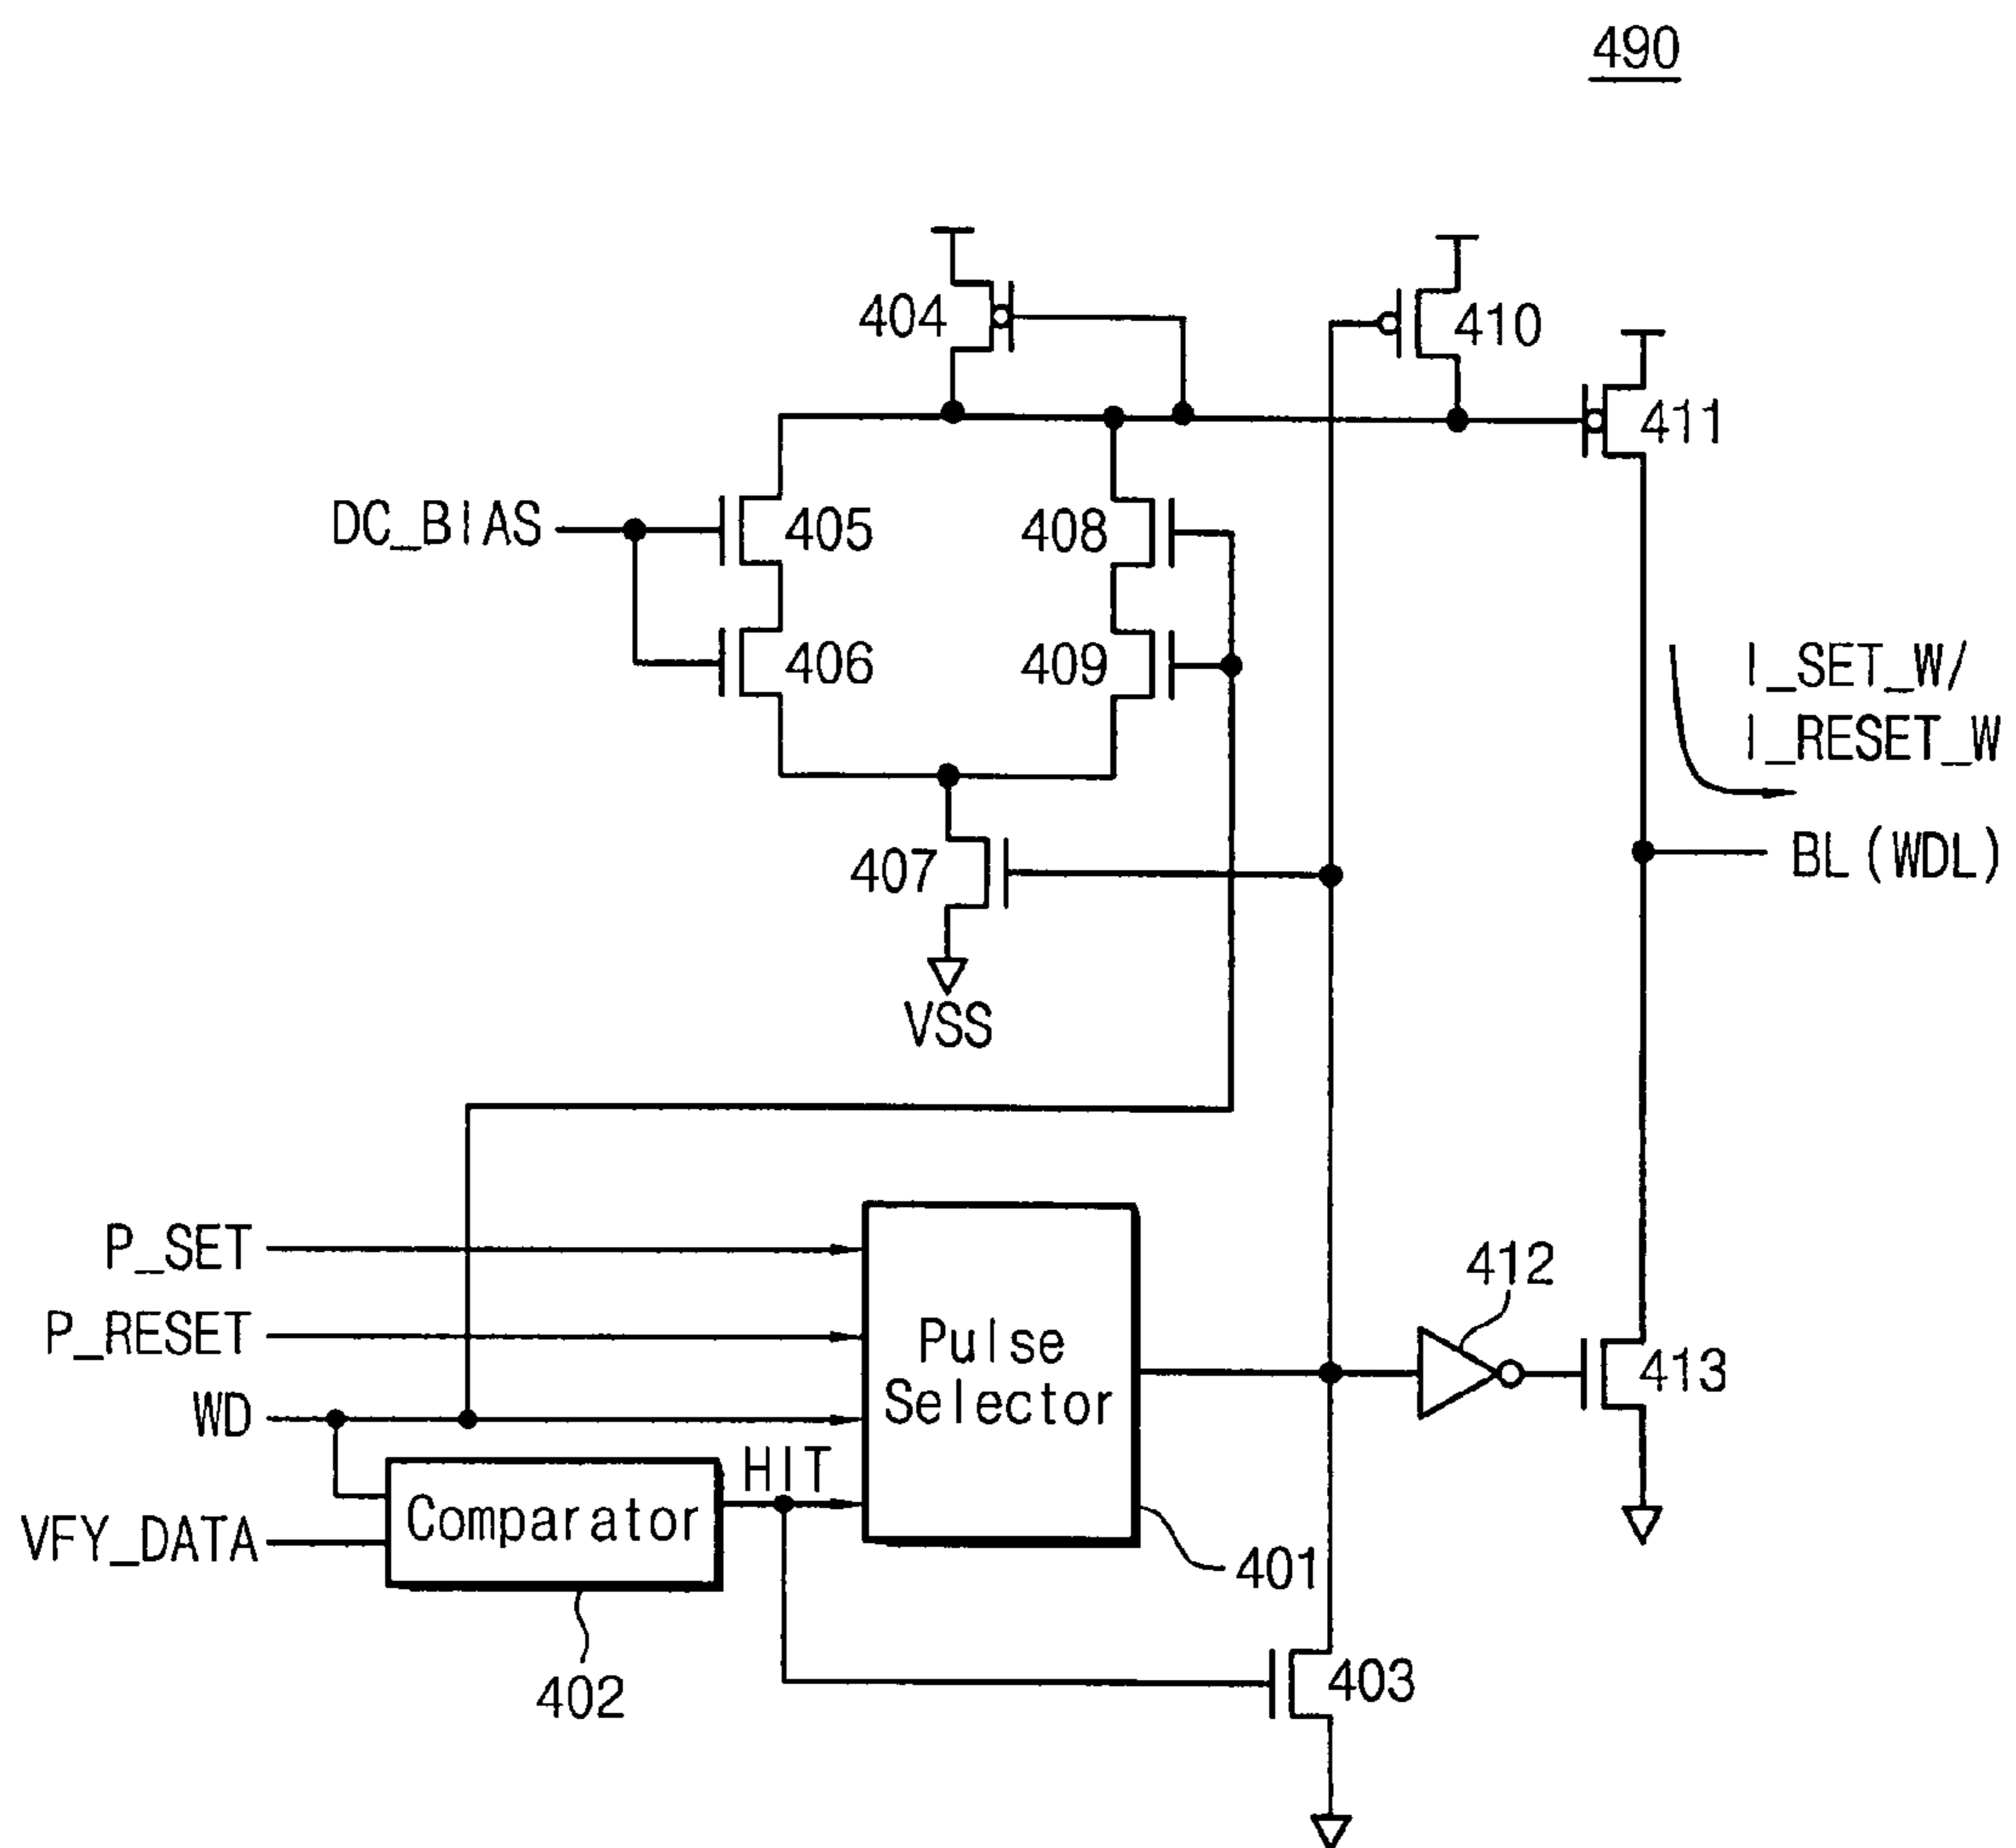 490
404
410
411
DC_BIAS
405
408
406
409
I_SET_W/
I_RESET_W
407
BL(WDL)
VSS
P_SET
412
P_RESET
Pulse
Selector
413
WD
HIT
Comparator
VFY_DATA
401
402
403